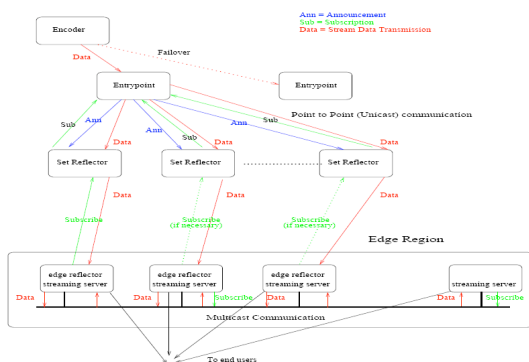 Ann = Announcement
Sub = Subscription
Data = Stream Data Transmission
Encoder
Failover
Data
Entrypoint
Entrypoint
Point to Point (Unicast) communication
Sub
Ann
Ann
Sub
Ann
Sub
Data
Data
Data
Set Reflector
Set Reflector
Set Reflector
Data
Data
Data
Subscribe
Subscribe
(if necessary)
Subscribe
(if necessary)
Edge Region
edge reflector
streaming server
edge reflector
streaming server
edge reflector
streaming server
streaming server
Data
Data
Subscribe
Data
Data
Subscribe
Multicast Communication
To end users